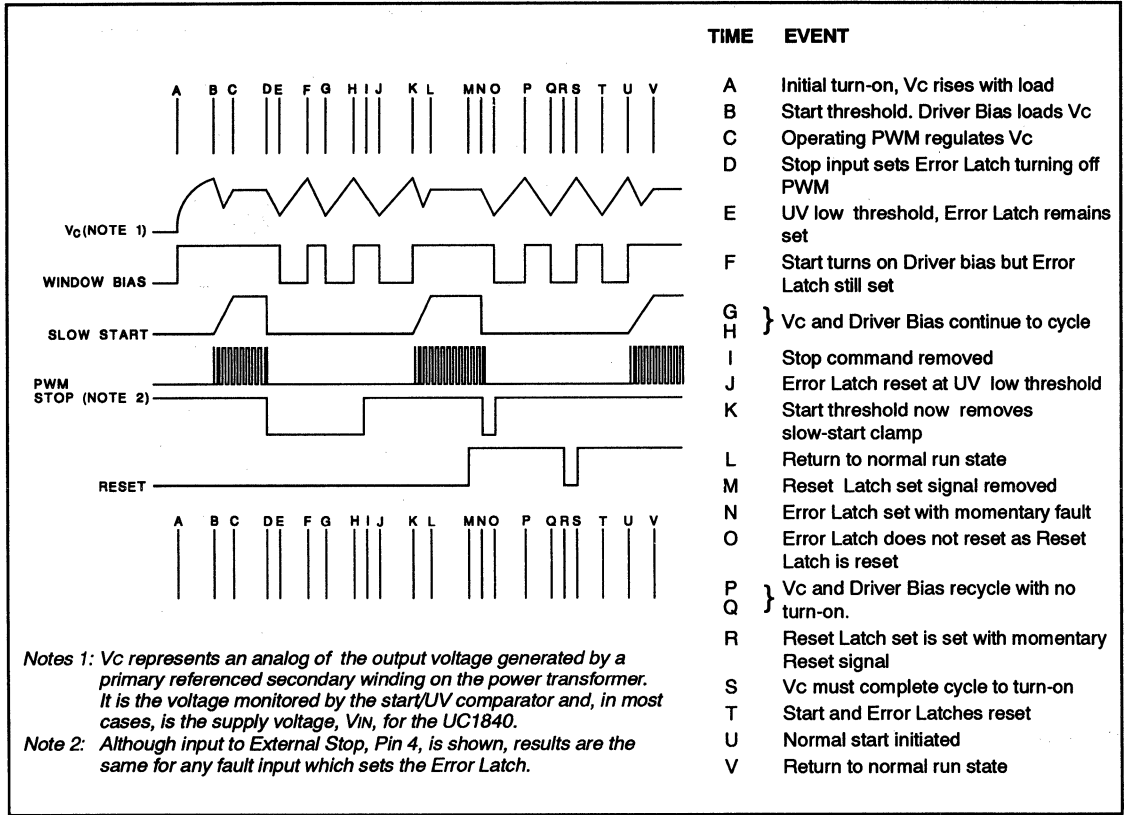 TIME EVENT
A B C D E F G H I J K L M N O P Q R S T U V
VC (NOTE 1)
WINDOW BIAS
SLOW START
PWM
STOP (NOTE 2)
RESET
A B C D E F G H I J K L M N O P Q R S T U V
A Initial turn-on, Vc rises with load
B Start threshold. Driver Bias loads Vc
C Operating PWM regulates Vc
D Stop input sets Error Latch turning off
PWM
E UV low threshold, Error Latch remains
set
F Start turns on Driver bias but Error
Latch still set
G
H } Vc and Driver Bias continue to cycle
I Stop command removed
J Error Latch reset at UV low threshold
K Start threshold now removes
slow-start clamp
L Return to normal run state
M Reset Latch set signal removed
N Error Latch set with momentary fault
O Error Latch does not reset as Reset
Latch is reset
P } Vc and Driver Bias recycle with no
Q turn-on.
R Reset Latch set is set with momentary
Reset signal
S Vc must complete cycle to turn-on
T Start and Error Latches reset
U Normal start initiated
V Return to normal run state
Notes 1: Vc represents an analog of the output voltage generated by a
primary referenced secondary winding on the power transformer.
It is the voltage monitored by the start/UV comparator and, in most
cases, is the supply voltage, VIN, for the UC1840.
Note 2: Although input to External Stop, Pin 4, is shown, results are the
same for any fault input which sets the Error Latch.